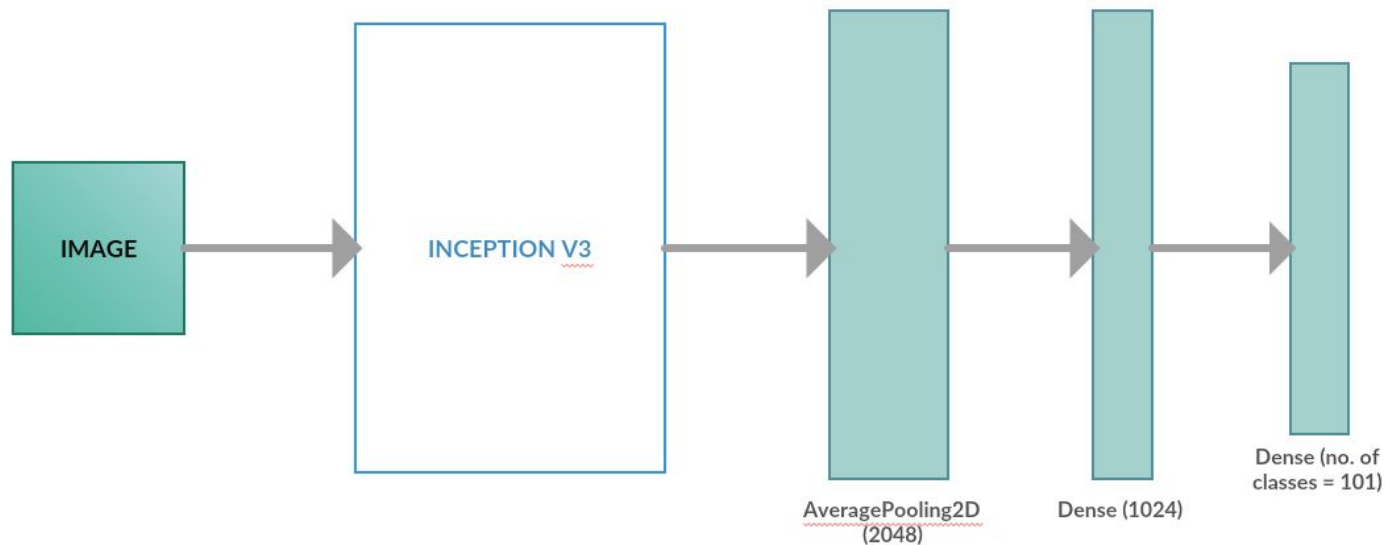 IMAGE
INCEPTION V3
AveragePooling2D
(2048)
Dense (1024)
Dense (no. of
classes = 101)